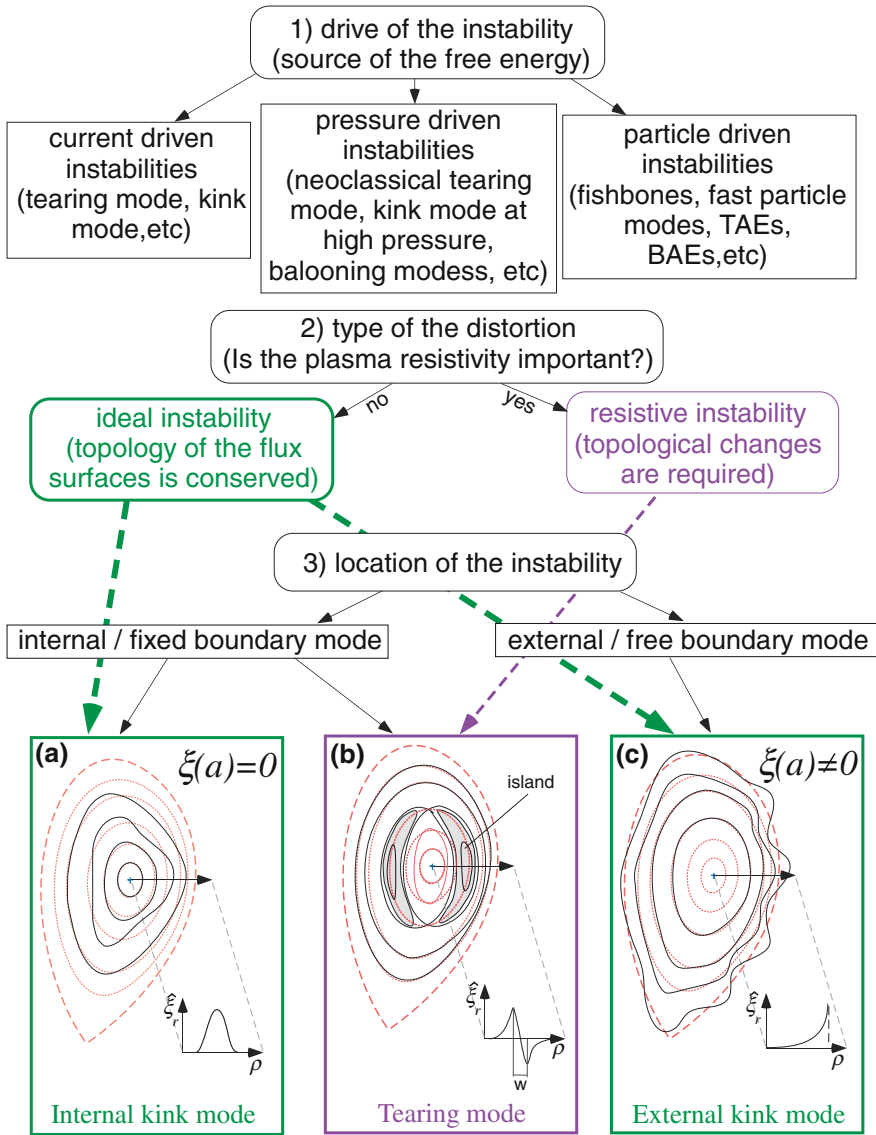 1) drive of the instability
(source of the free energy)
current driven
instabilities
(tearing mode, kink
mode,etc)
pressure driven
instabilities
(neoclassical tearing
mode, kink mode at
high pressure,
balooning modess, etc)
particle driven
instabilities
(fishbones, fast particle
modes, TAEs,
BAEs,etc)
2) type of the distortion
(Is the plasma resistivity important?)
no
yes
ideal instability
(topology of the flux
surfaces is conserved)
resistive instability
(topological changes
are required)
3) location of the instability
internal / fixed boundary mode
external / free boundary mode
(a)
ξ(a)=0
ξ̂r
ρ
Internal kink mode
(b)
island
ξ̂r
ρ
w
Tearing mode
(c)
ξ(a)≠0
ξ̂r
ρ
External kink mode